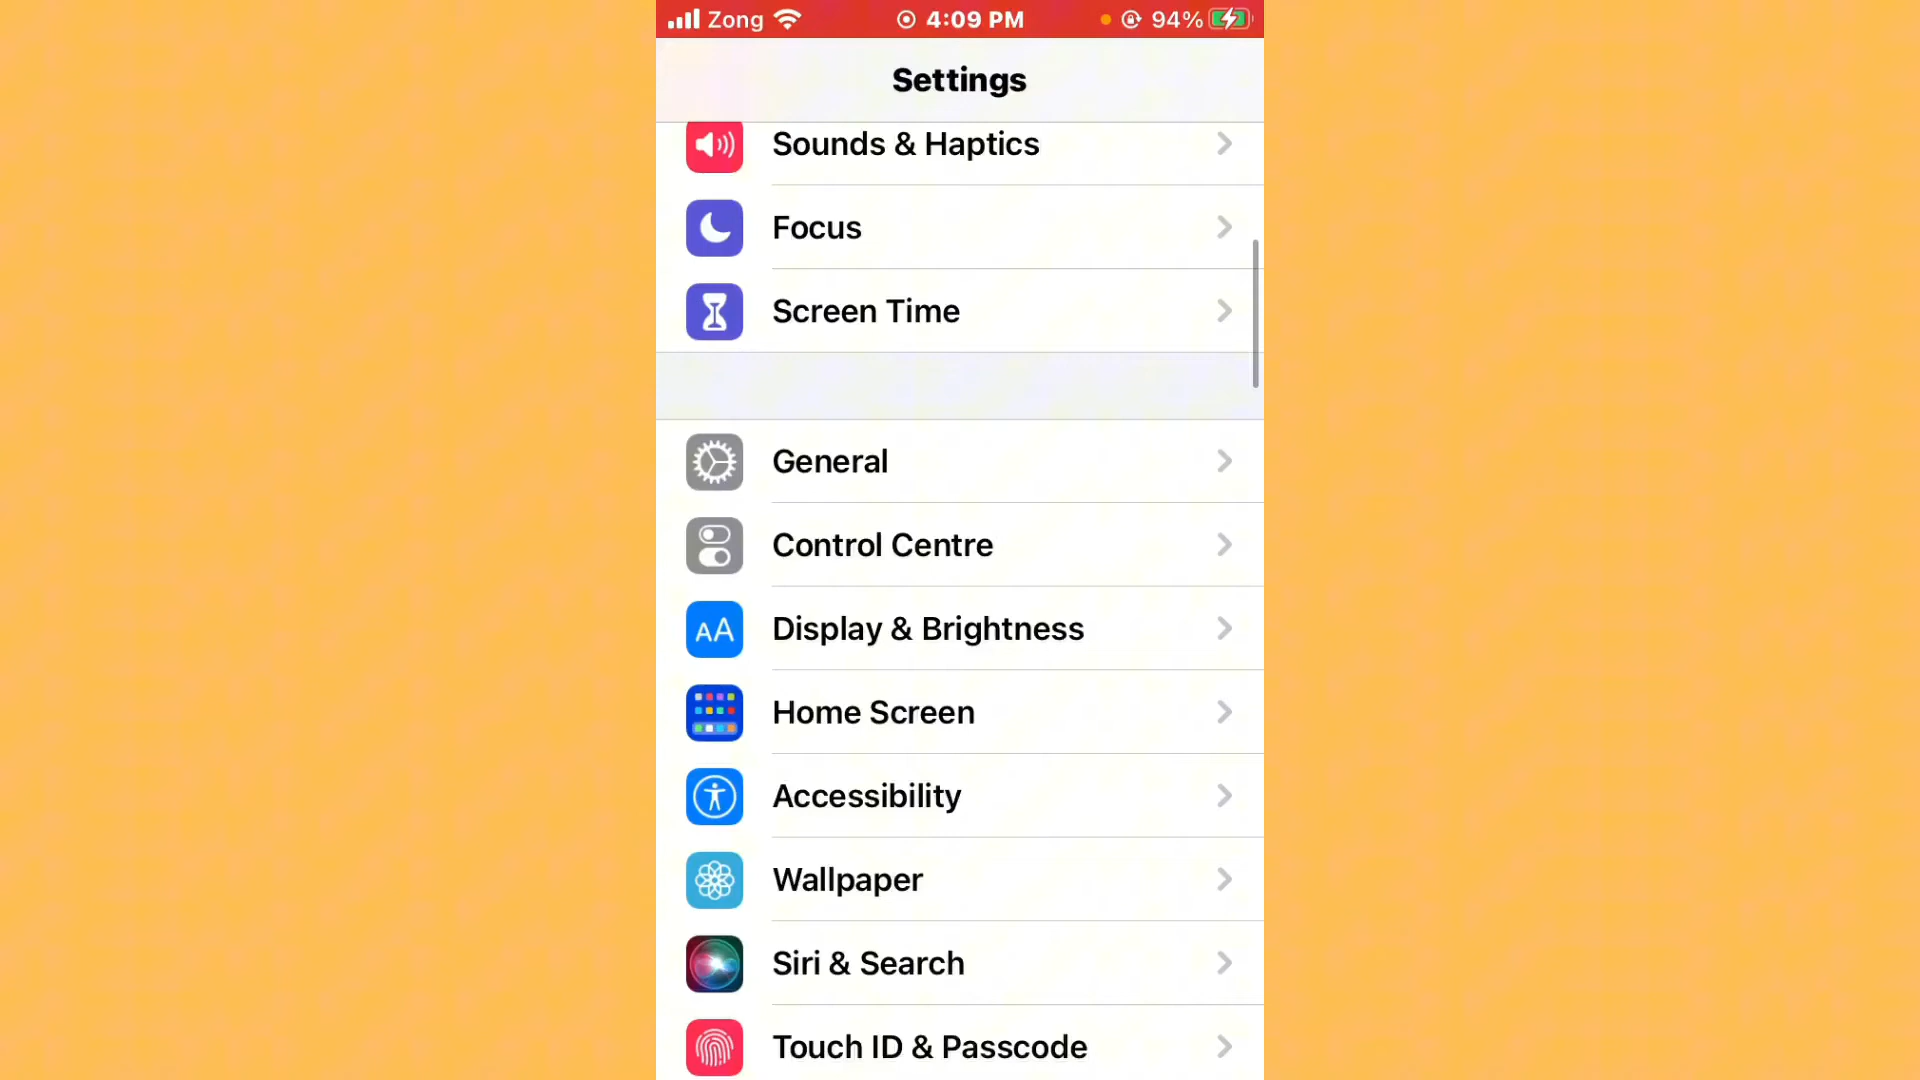 Zong 4:09 PM 94%
Settings
Sounds & Haptics
Focus
Screen Time
General
Control Centre
AA Display & Brightness
Home Screen
Accessibility
Wallpaper
Siri & Search
Touch ID & Passcode